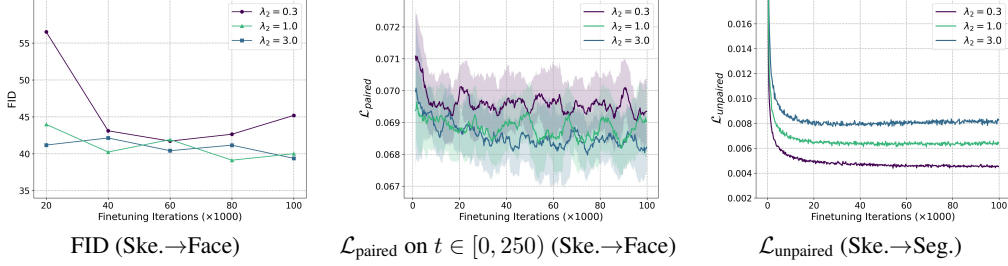 FID
55
50
45
40
35
20
40
60
80
100
Finetuning Iterations (×1000)
λ₂ = 0.3
λ₂ = 1.0
λ₂ = 3.0
FID (Ske.→Face)
ℒpaired
0.072
0.071
0.070
0.069
0.068
0.067
0
20
40
60
80
100
Finetuning Iterations (×1000)
λ₂ = 0.3
λ₂ = 1.0
λ₂ = 3.0
ℒpaired on t ∈ [0, 250) (Ske.→Face)
ℒunpaired
0.016
0.014
0.012
0.010
0.008
0.006
0.004
0.002
0
20
40
60
80
100
Finetuning Iterations (×1000)
λ₂ = 0.3
λ₂ = 1.0
λ₂ = 3.0
ℒunpaired (Ske.→Seg.)